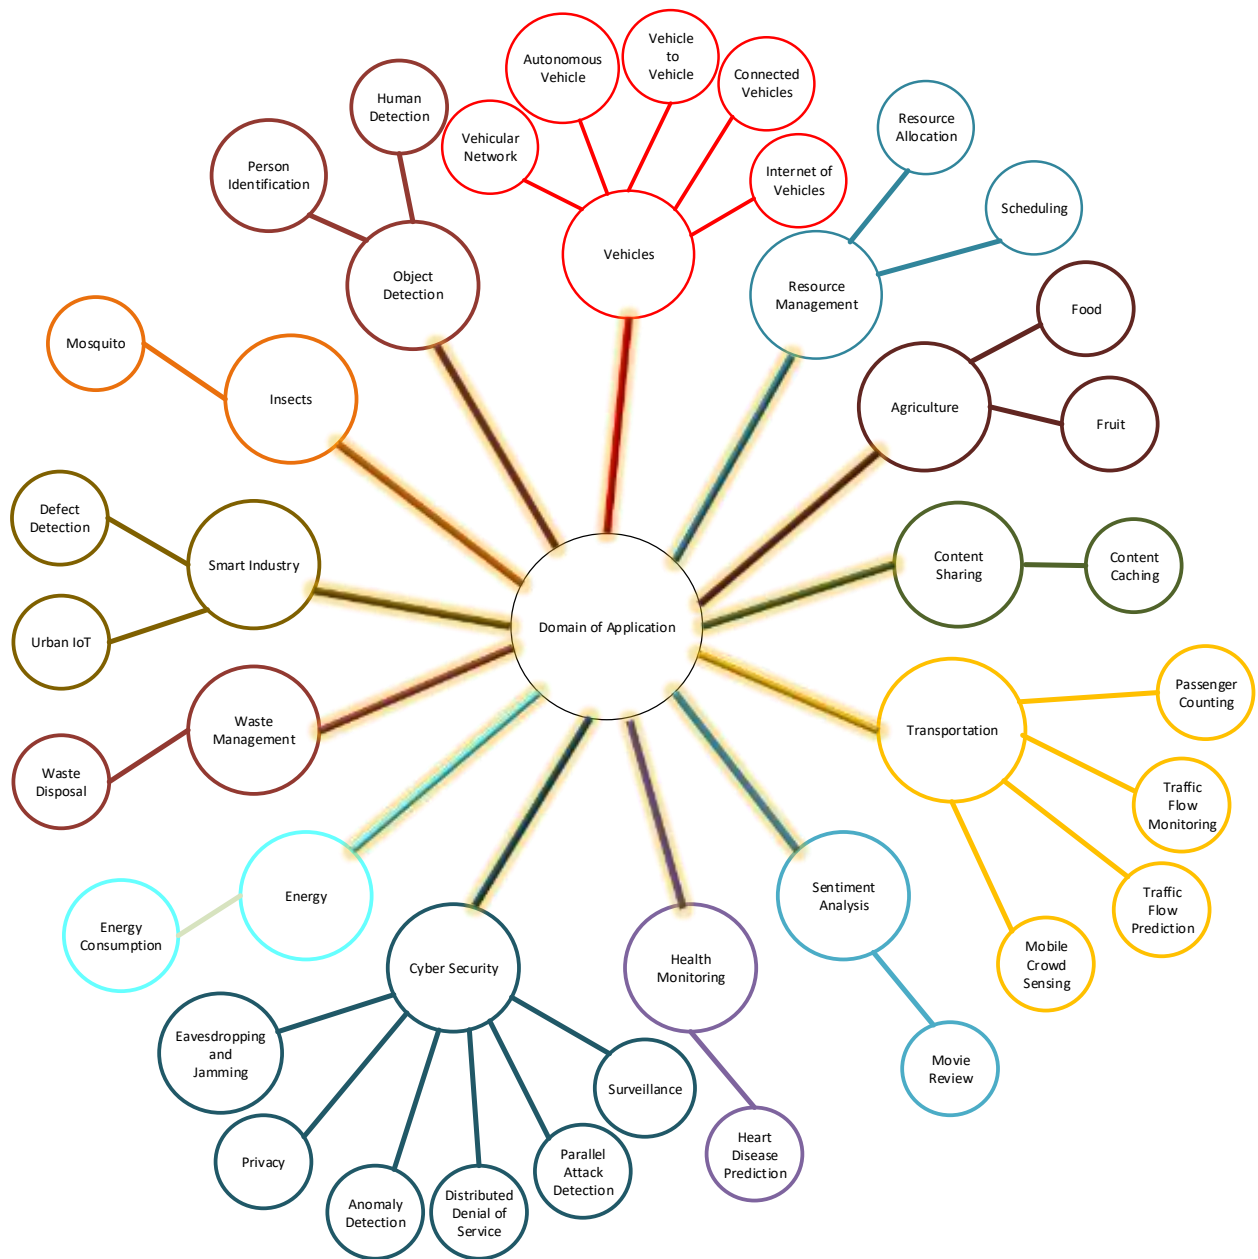 Vehicle
to
Vehicle
Autonomous
Vehicle
Connected
Vehicles
Human
Detection
Vehicular
Network
Resource
Allocation
Person
Identification
Internet of
Vehicles
Scheduling
Vehicles
Object
Detection
Resource
Management
Food
Mosquito
Insects
Agriculture
Fruit
Defect
Detection
Smart Industry
Content
Sharing
Content
Caching
Urban IoT
Domain of Application
Passenger
Counting
Waste
Management
Transportation
Waste
Disposal
Traffic
Flow
Monitoring
Energy
Sentiment
Analysis
Traffic
Flow
Prediction
Energy
Consumption
Mobile
Crowd
Sensing
Cyber Security
Health
Monitoring
Eavesdropping
and
Jamming
Surveillance
Movie
Review
Privacy
Parallel
Attack
Detection
Heart
Disease
Prediction
Anomaly
Detection
Distributed
Denial of
Service